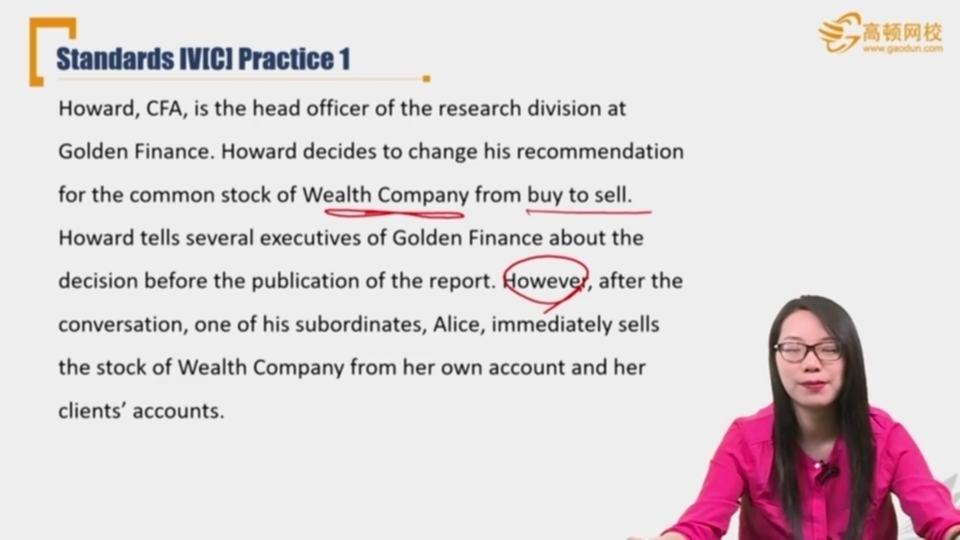 高顿网校
www.gaodun.com
Standards IV[C] Practice 1
Howard, CFA, is the head officer of the research division at
Golden Finance. Howard decides to change his recommendation
for the common stock of Wealth Company from buy to sell.
Howard tells several executives of Golden Finance about the
decision before the publication of the report. However, after the
conversation, one of his subordinates, Alice, immediately sells
the stock of Wealth Company from her own account and her
clients’ accounts.